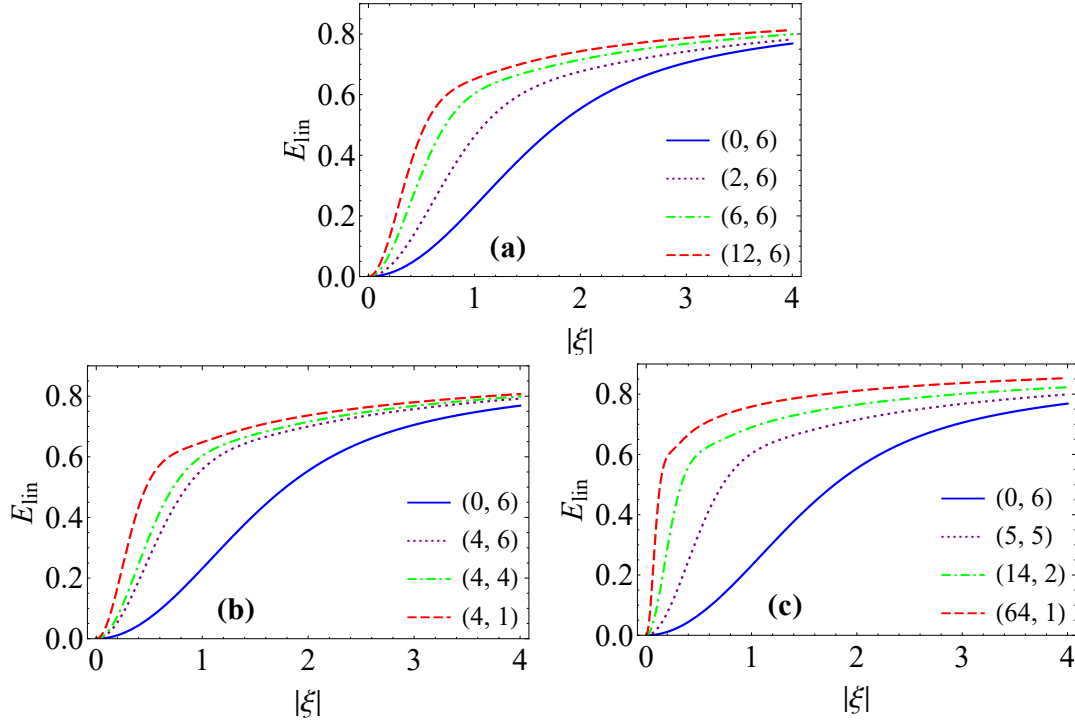 0.8
0.6
0.4
0.2
0.0
E_lin
(0, 6)
(2, 6)
(6, 6)
(12, 6)
(a)
0 1 2 3 4
|ξ|
0.8
0.6
0.4
0.2
0.0
E_lin
(0, 6)
(4, 6)
(4, 4)
(4, 1)
(b)
0 1 2 3 4
|ξ|
0.8
0.6
0.4
0.2
0.0
E_lin
(0, 6)
(5, 5)
(14, 2)
(64, 1)
(c)
0 1 2 3 4
|ξ|